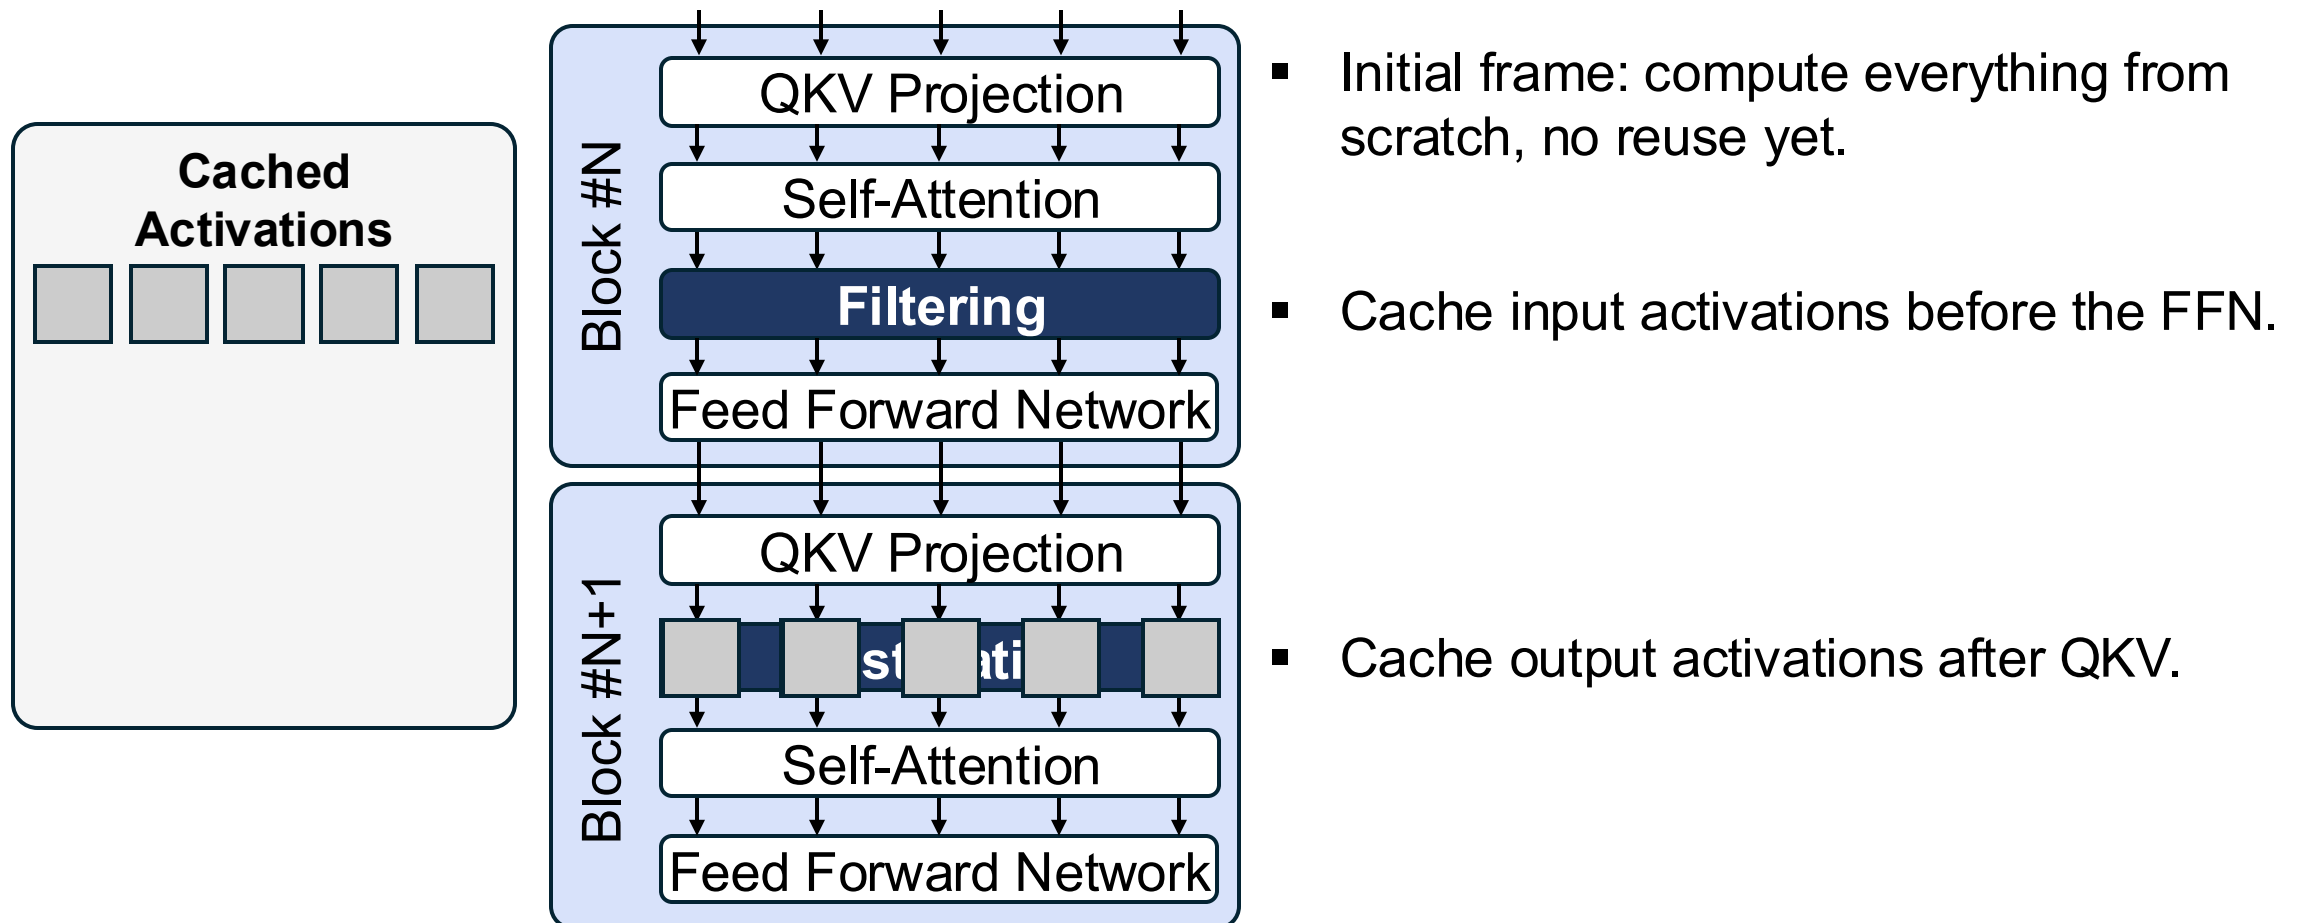 Cached
Activations
Block #N
QKV Projection
Self-Attention
Filtering
Feed Forward Network
Block #N+1
QKV Projection
Self-Attention
Feed Forward Network
▪ Initial frame: compute everything from
scratch, no reuse yet.
▪ Cache input activations before the FFN.
▪ Cache output activations after QKV.